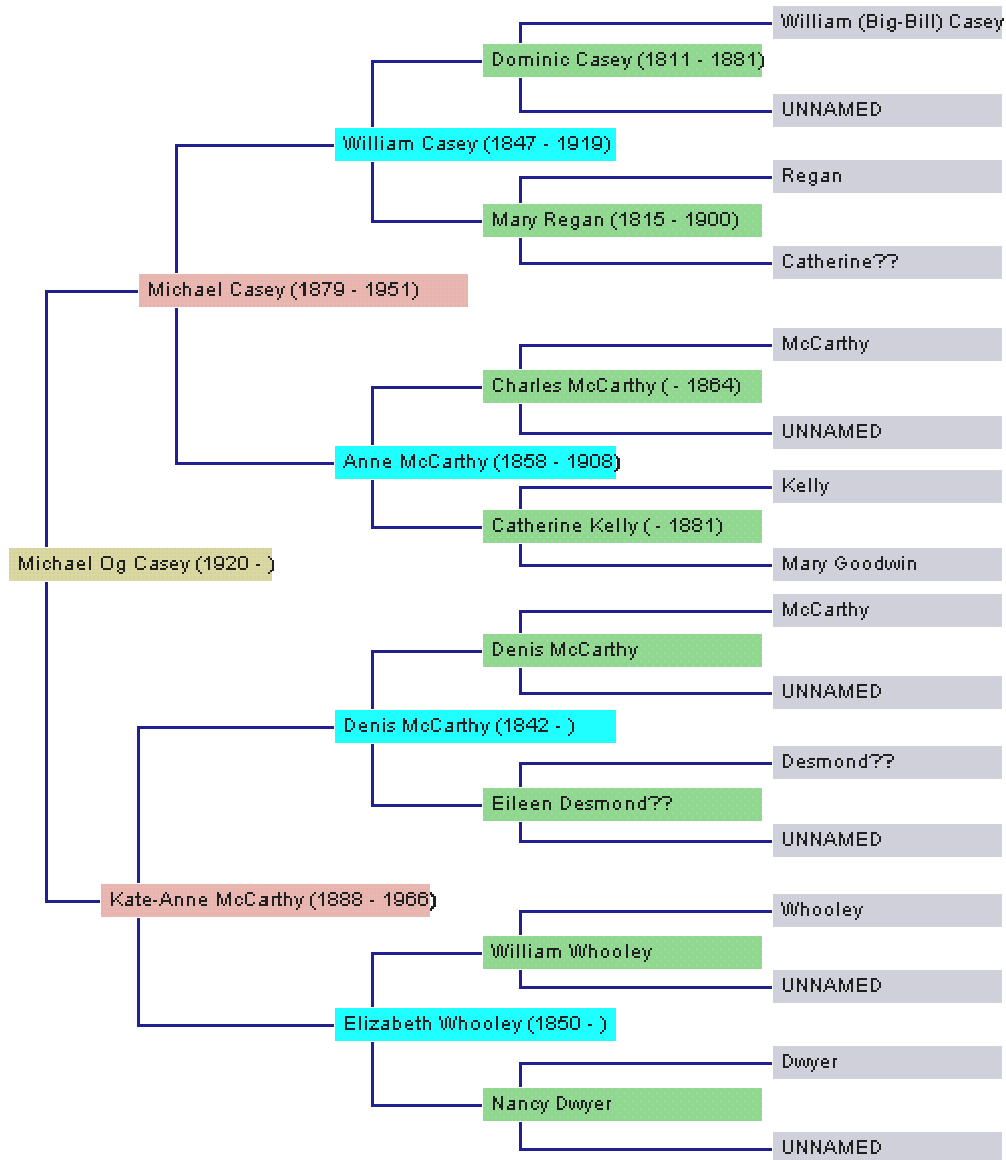 William (Big-Bill) Casey
Dominic Casey (1811 - 1881)
UNNAMED
William Casey (1847 - 1919)
Regan
Mary Regan (1815 - 1900)
Catherine??
Michael Casey (1879 - 1951)
McCarthy
Charles McCarthy ( - 1864)
UNNAMED
Anne McCarthy (1858 - 1908)
Kelly
Catherine Kelly ( - 1881)
Mary Goodwin
Michael Og Casey (1920 - )
McCarthy
Denis McCarthy
UNNAMED
Denis McCarthy (1842 - )
Desmond??
Eileen Desmond??
UNNAMED
Kate-Anne McCarthy (1888 - 1966)
Whooley
William Whooley
UNNAMED
Elizabeth Whooley (1850 - )
Dwyer
Nancy Dwyer
UNNAMED